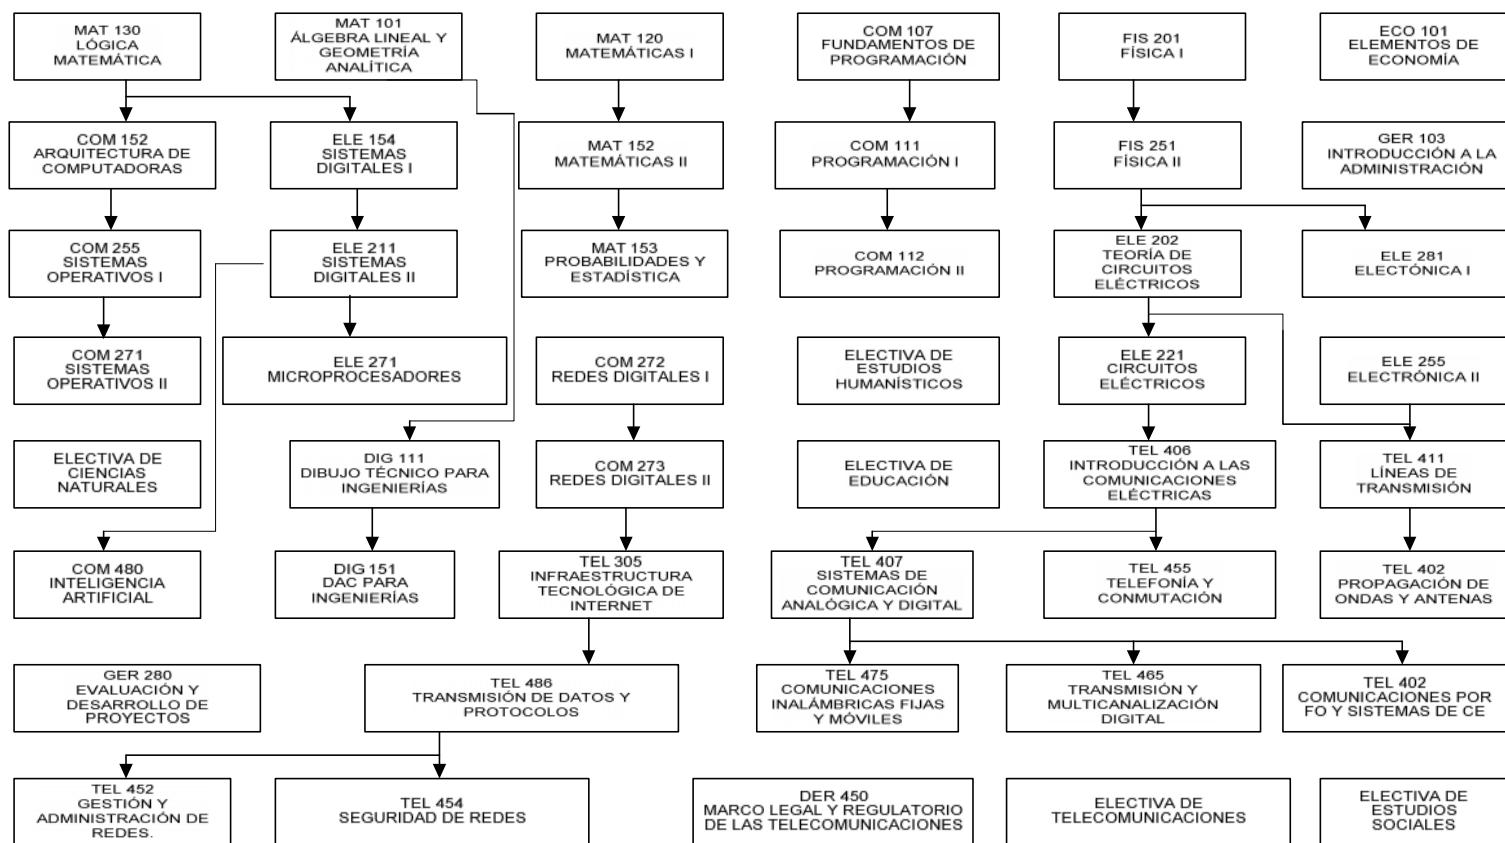 MAT 130
LÓGICA
MATEMÁTICA
MAT 101
ÁLGEBRA LINEAL Y
GEOMETRÍA
ANALÍTICA
MAT 120
MATEMÁTICAS I
COM 107
FUNDAMENTOS DE
PROGRAMACIÓN
FIS 201
FÍSICA I
ECO 101
ELEMENTOS DE
ECONOMÍA
COM 152
ARQUITECTURA DE
COMPUTADORAS
ELE 154
SISTEMAS
DIGITALES I
MAT 152
MATEMÁTICAS II
COM 111
PROGRAMACIÓN I
FIS 251
FÍSICA II
GER 103
INTRODUCCIÓN A LA
ADMINISTRACIÓN
COM 255
SISTEMAS
OPERATIVOS I
ELE 211
SISTEMAS
DIGITALES II
MAT 153
PROBABILIDADES Y
ESTADÍSTICA
COM 112
PROGRAMACIÓN II
ELE 202
TEORÍA DE
CIRCUITOS
ELÉCTRICOS
ELE 281
ELECTÓNICA I
COM 271
SISTEMAS
OPERATIVOS II
ELE 271
MICROPROCESADORES
COM 272
REDES DIGITALES I
ELECTIVA DE
ESTUDIOS
HUMANÍSTICOS
ELE 221
CIRCUITOS
ELÉCTRICOS
ELE 255
ELECTRÓNICA II
ELECTIVA DE
CIENCIAS
NATURALES
DIG 111
DIBUJO TÉCNICO PARA
INGENIERÍAS
COM 273
REDES DIGITALES II
ELECTIVA DE
EDUCACIÓN
TEL 406
INTRODUCCIÓN A LAS
COMUNICACIONES
ELÉCTRICAS
TEL 411
LÍNEAS DE
TRANSMISIÓN
COM 480
INTELIGENCIA
ARTIFICIAL
DIG 151
DAC PARA
INGENIERÍAS
TEL 305
INFRAESTRUCTURA
TECNOLÓGICA DE
INTERNET
TEL 407
SISTEMAS DE
COMUNICACIÓN
ANALÓGICA Y DIGITAL
TEL 455
TELEFONÍA Y
CONMUTACIÓN
TEL 402
PROPAGACIÓN DE
ONDAS Y ANTENAS
GER 280
EVALUACIÓN Y
DESARROLLO DE
PROYECTOS
TEL 486
TRANSMISIÓN DE DATOS Y
PROTOCOLOS
TEL 475
COMUNICACIONES
INALÁMBRICAS FIJAS
Y MÓVILES
TEL 465
TRANSMISIÓN Y
MULTICANALIZACIÓN
DIGITAL
TEL 402
COMUNICACIONES POR
FO Y SISTEMAS DE CE
TEL 452
GESTIÓN Y
ADMINISTRACIÓN DE
REDES.
TEL 454
SEGURIDAD DE REDES
DER 450
MARCO LEGAL Y REGULATORIO
DE LAS TELECOMUNICACIONES
ELECTIVA DE
TELECOMUNICACIONES
ELECTIVA DE
ESTUDIOS
SOCIALES